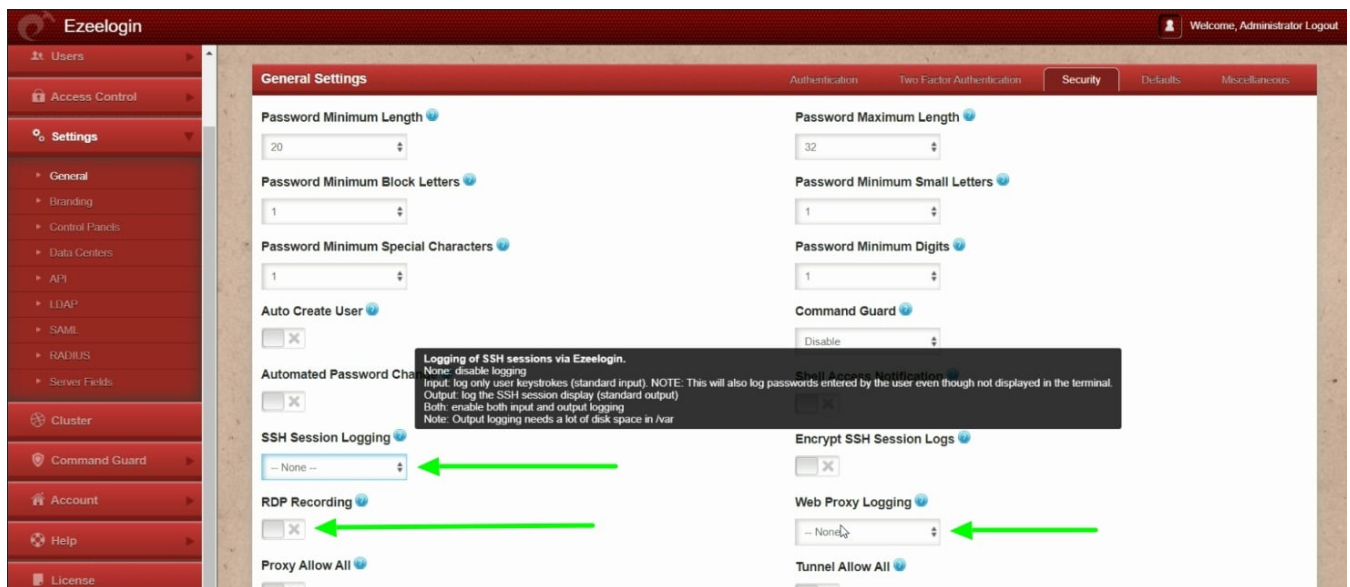 Ezeelogin
Welcome, Administrator Logout
Users
Access Control
Settings
General
Branding
Control Panels
Data Centers
API
LDAP
SAML
RADIUS
Server Fields
Cluster
Command Guard
Account
Help
License
General Settings
Authentication
Two Factor Authentication
Security
Defaults
Miscellaneous
Password Minimum Length
Password Maximum Length
20
32
Password Minimum Block Letters
Password Minimum Small Letters
1
1
Password Minimum Special Characters
Password Minimum Digits
1
1
Auto Create User
Command Guard
Disable
Logging of SSH sessions via Ezeelogin.
None: disable logging
Input: log only user keystrokes (standard input). NOTE: This will also log passwords entered by the user even though not displayed in the terminal.
Output: log the SSH session display (standard output)
Both: enable both input and output logging
Note: Output logging needs a lot of disk space in /var
Automated Password Change
Shell Access Notification
SSH Session Logging
Encrypt SSH Session Logs
-- None --
RDP Recording
Web Proxy Logging
-- None
Proxy Allow All
Tunnel Allow All